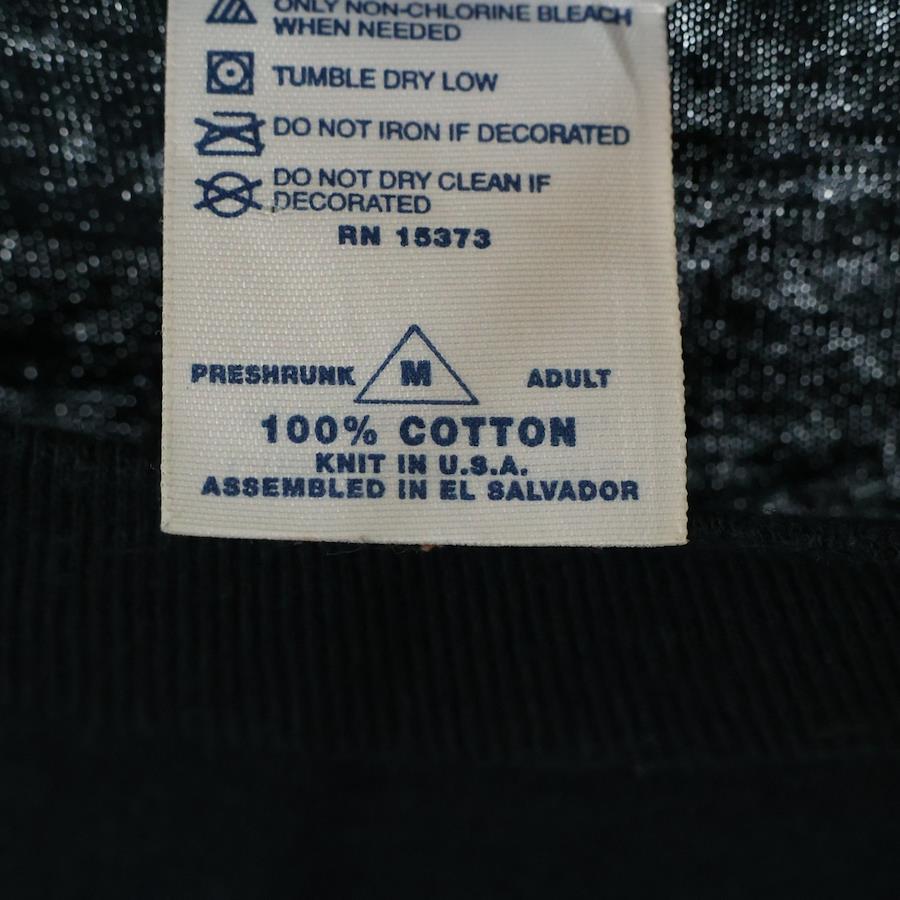 ONLY NON-CHLORINE BLEACH
WHEN NEEDED
TUMBLE DRY LOW
DO NOT IRON IF DECORATED
DO NOT DRY CLEAN IF
DECORATED
RN 15373
PRESHRUNK M ADULT
100% COTTON
KNIT IN U.S.A.
ASSEMBLED IN EL SALVADOR